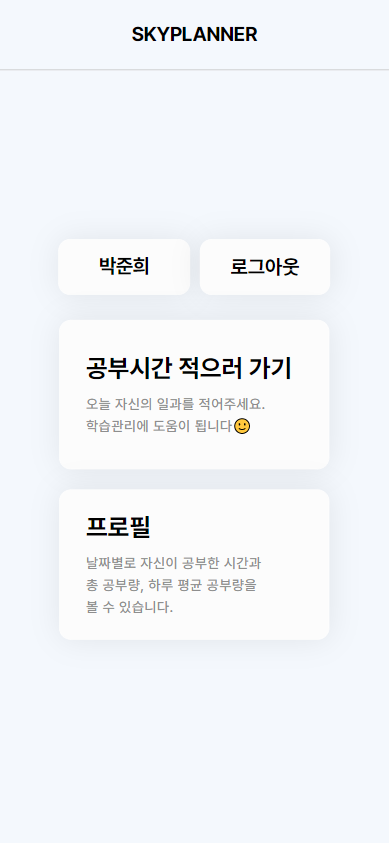 SKYPLANNER
박준희
로그아웃
공부시간 적으러 가기
오늘 자신의 일과를 적어주세요.
학습관리에 도움이 됩니다🙂
프로필
날짜별로 자신이 공부한 시간과
총 공부량, 하루 평균 공부량을
볼 수 있습니다.